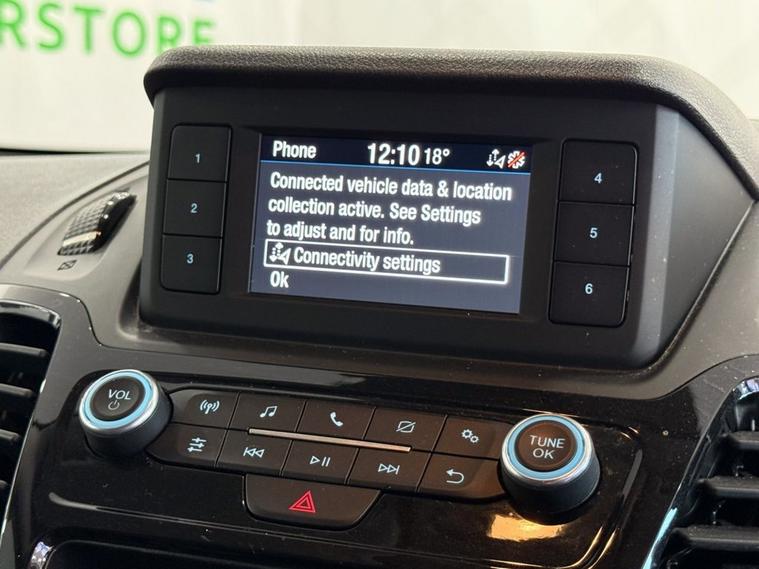 RSTORE
Phone 12:10 18°
Connected vehicle data & location
collection active. See Settings
to adjust and for info.
Connectivity settings
Ok
1
2
3
4
5
6
VOL
TUNE
OK